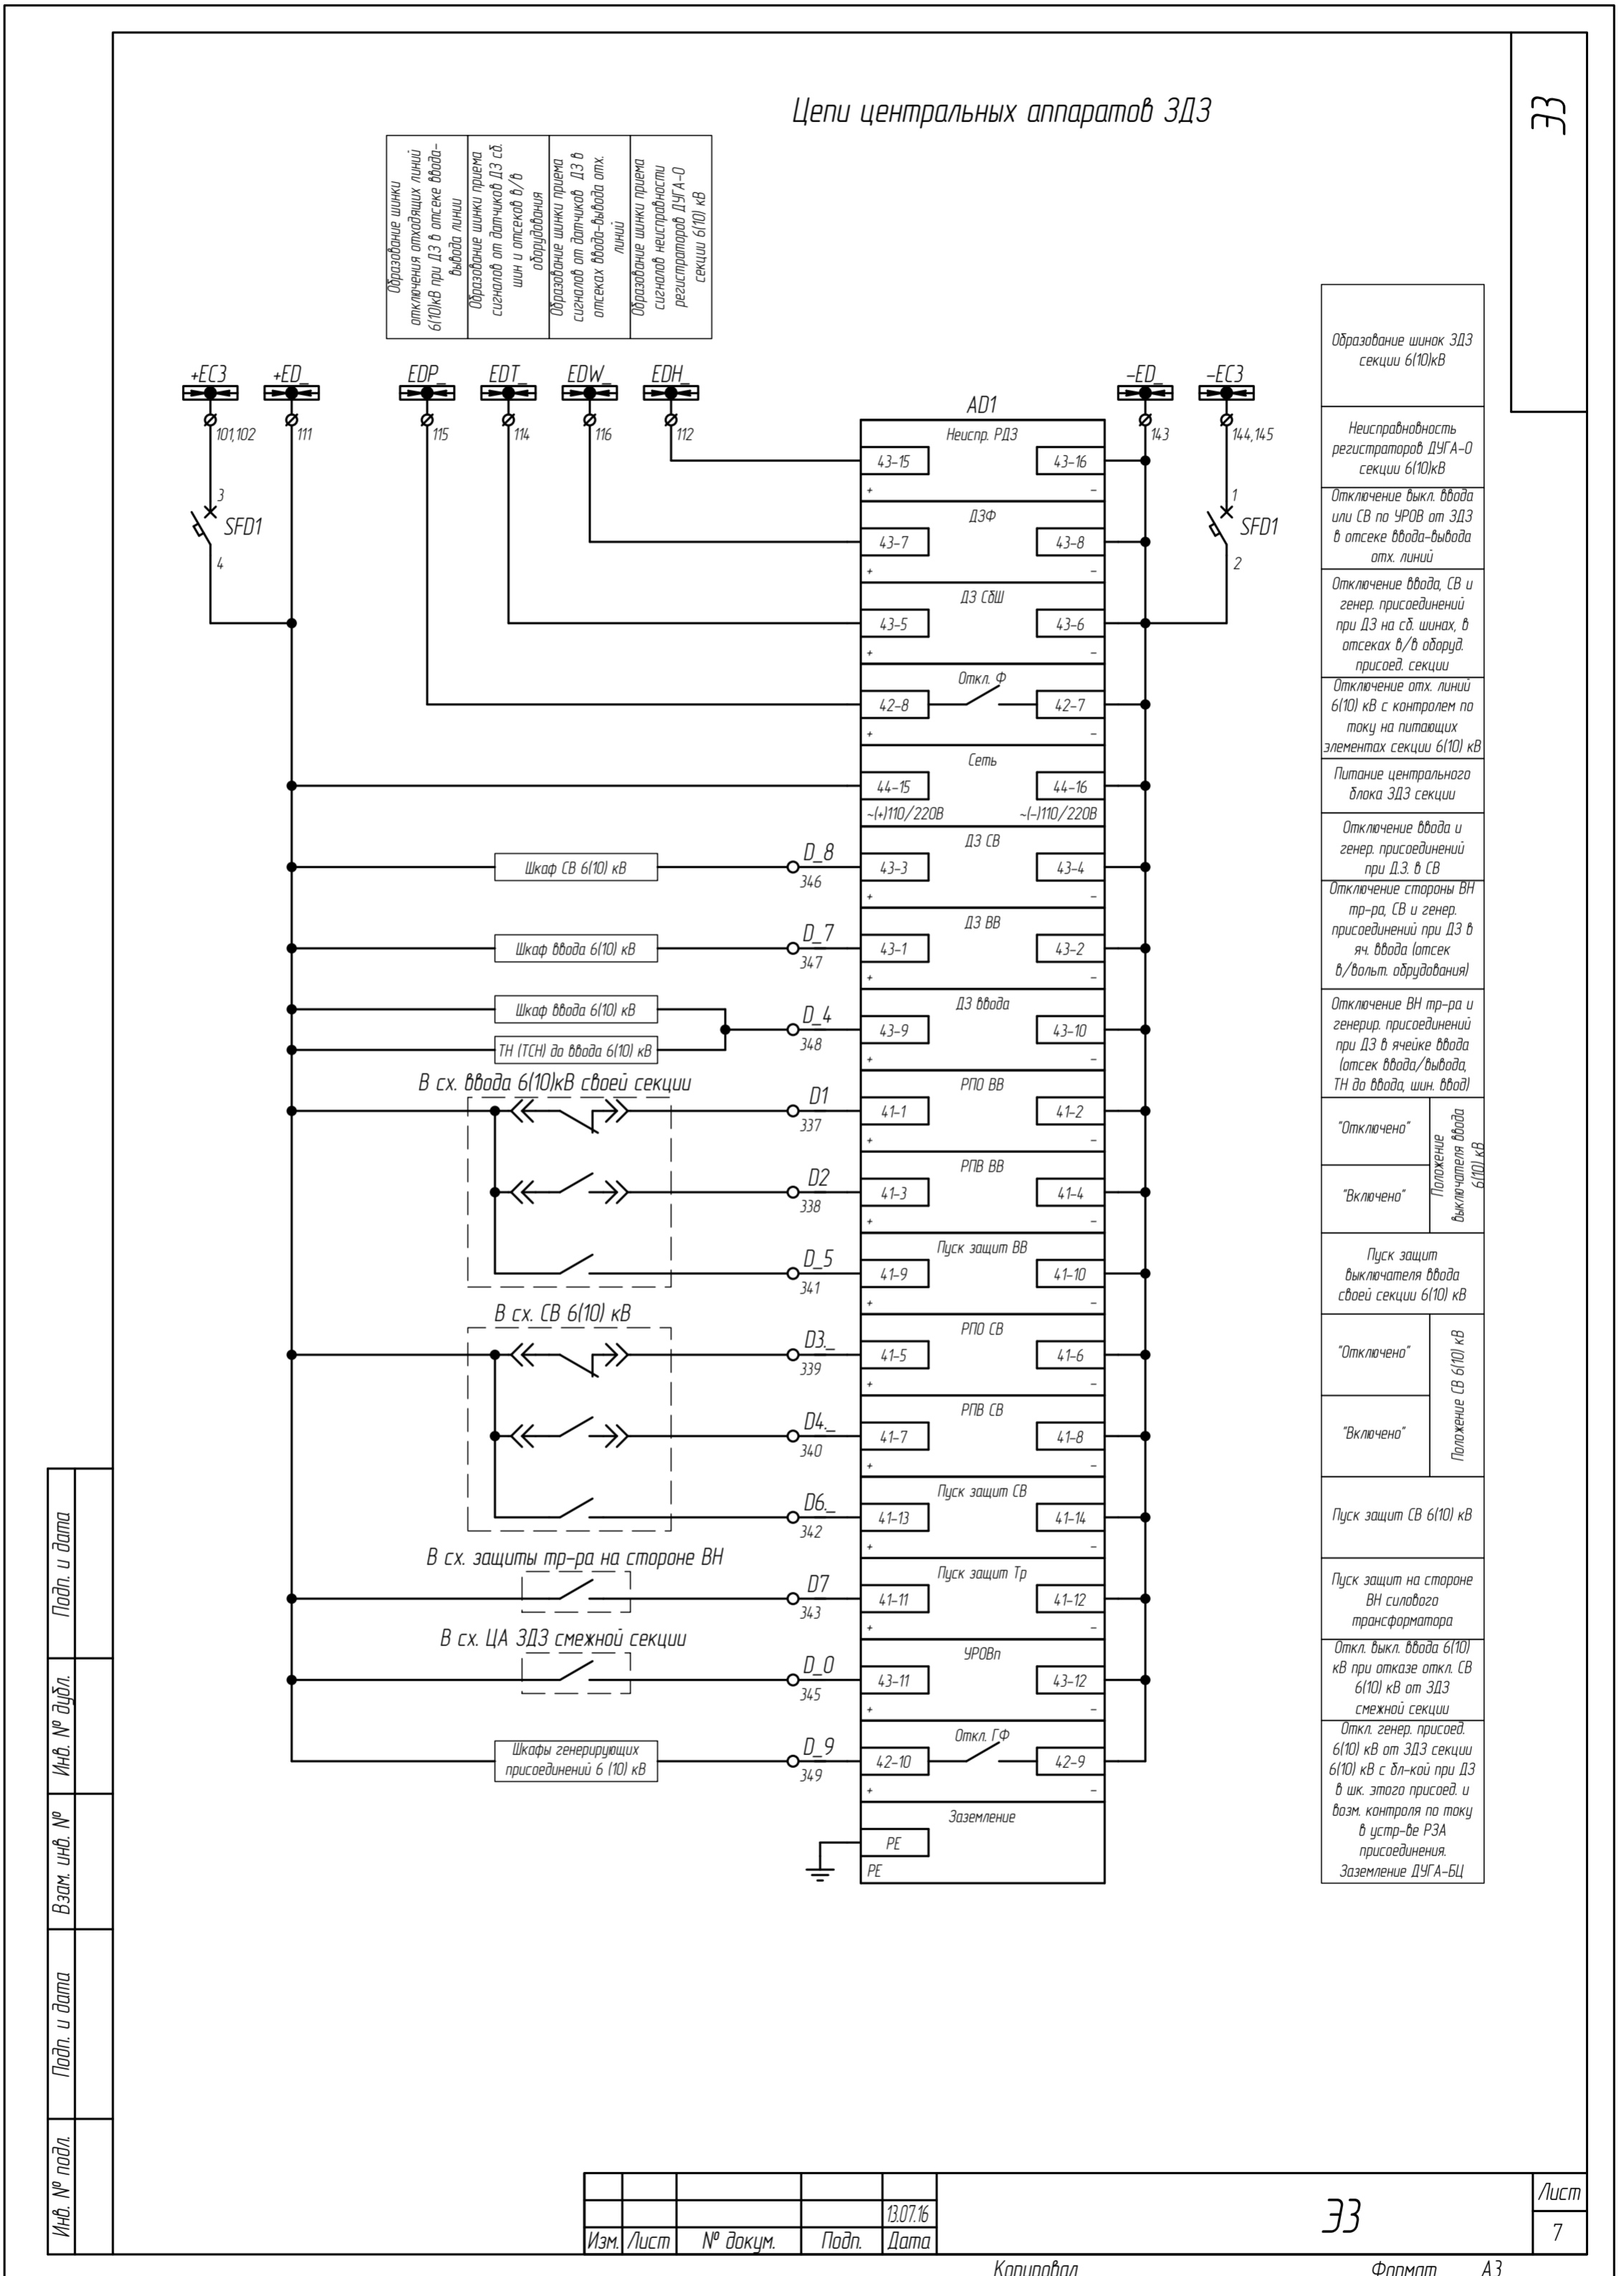 Цепи центральных аппаратов ЗДЗ
ЭЗ
Образование шинки
отключения отходящих линий
6(10)кВ при ДЗ в отсеке ввода-
вывода линии
Образование шинки приема
сигналов от датчиков ДЗ сб.
шин и отсеков в/в
оборудования
Образование шинки приема
сигналов от датчиков ДЗ в
отсеках ввода-вывода отх.
линий
Образование шинки приема
сигналов неисправности
регистраторов ДУГА-О
секции 6(10) кВ
+EC3
+ED_
EDP_
EDT_
EDW_
EDH_
-ED_
-EC3
101,102
111
115
114
116
112
143
144,145
3
SFD1
4
1
SFD1
2
AD1
Неиспр. РДЗ
43-15
43-16
+
-
ДЗФ
43-7
43-8
+
-
ДЗ СбШ
43-5
43-6
+
-
Откл. Ф
42-8
42-7
+
-
Сеть
44-15
44-16
~(+)110/220В
~(-)110/220В
Шкаф СВ 6(10) кВ
D_8
346
ДЗ СВ
43-3
43-4
+
-
Шкаф ввода 6(10) кВ
D_7
347
ДЗ ВВ
43-1
43-2
+
-
Шкаф ввода 6(10) кВ
ТН (ТСН) до ввода 6(10) кВ
D_4
348
ДЗ ввода
43-9
43-10
+
-
В сх. ввода 6(10)кВ своей секции
D1
337
РПО ВВ
41-1
41-2
+
-
D2
338
РПВ ВВ
41-3
41-4
+
-
D_5
341
Пуск защит ВВ
41-9
41-10
+
-
В сх. СВ 6(10) кВ
D3._
339
РПО СВ
41-5
41-6
+
-
D4._
340
РПВ СВ
41-7
41-8
+
-
D6._
342
Пуск защит СВ
41-13
41-14
+
-
В сх. защиты тр-ра на стороне ВН
D7
343
Пуск защит Тр
41-11
41-12
+
-
В сх. ЦА ЗДЗ смежной секции
D_0
345
УРОВп
43-11
43-12
+
-
Шкафы генерирующих
присоединений 6 (10) кВ
D_9
349
Откл. ГФ
42-10
42-9
+
-
Заземление
PE
PE
Образование шинок ЗДЗ
секции 6(10)кВ
Неисправновность
регистраторов ДУГА-О
секции 6(10)кВ
Отключение выкл. ввода
или СВ по УРОВ от ЗДЗ
в отсеке ввода-вывода
отх. линий
Отключение ввода, СВ и
генер. присоединений
при ДЗ на сб. шинах, в
отсеках в/в оборуд.
присоед. секции
Отключение отх. линий
6(10) кВ с контролем по
току на питающих
элементах секции 6(10) кВ
Питание центрального
блока ЗДЗ секции
Отключение ввода и
генер. присоединений
при Д.З. в СВ
Отключение стороны ВН
тр-ра, СВ и генер.
присоединений при ДЗ в
яч. ввода (отсек
в/вольт. обрудования)
Отключение ВН тр-ра и
генерир. присоединений
при ДЗ в ячейке ввода
(отсек ввода/вывода,
ТН до ввода, шин. ввод)
"Отключено"
"Включено"
Положение
выключателя ввода
6(10) кВ
Пуск защит
выключателя ввода
своей секции 6(10) кВ
"Отключено"
"Включено"
Положение СВ 6(10) кВ
Пуск защит СВ 6(10) кВ
Пуск защит на стороне
ВН силового
трансформатора
Откл. выкл. ввода 6(10)
кВ при отказе откл. СВ
6(10) кВ от ЗДЗ
смежной секции
Откл. генер. присоед.
6(10) кВ от ЗДЗ секции
6(10) кВ с бл-кой при ДЗ
в шк. этого присоед. и
возм. контроля по току
в устр-ве РЗА
присоединения.
Заземление ДУГА-БЦ
Подп. и дата
Инв. № дубл.
Взам. инв. №
Подп. и дата
Инв. № подл.
13.07.16
Изм.
Лист
№ докум.
Подп.
Дата
ЭЗ
Лист
7
Копировал
Формат
А3